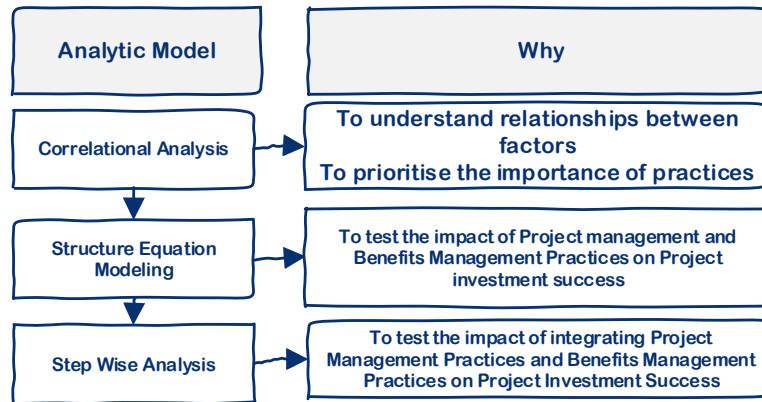 Analytic Model
Why
Correlational Analysis
To understand relationships between
factors
To prioritise the importance of practices
Structure Equation
Modeling
To test the impact of Project management and
Benefits Management Practices on Project
investment success
Step Wise Analysis
To test the impact of integrating Project
Management Practices and Benefits Management
Practices on Project Investment Success